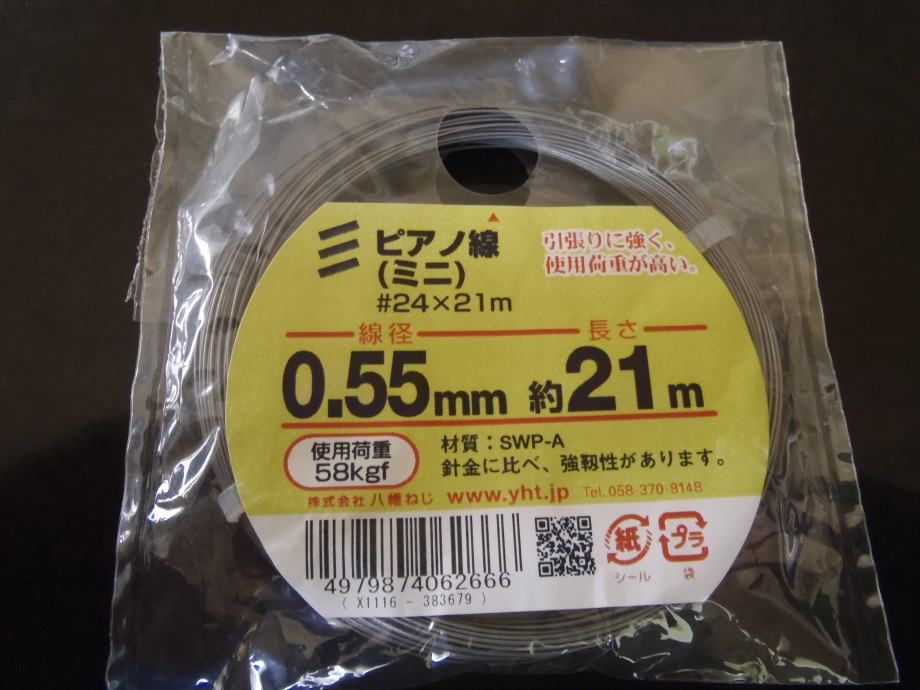 ピアノ線
(ミニ)
#24×21m
引張りに強く、
使用荷重が高い。
線径
長さ
0.55mm 約21m
使用荷重
58kgf
材質：SWP-A
針金に比べ、強靱性があります。
株式会社八幡ねじ www.yht.jp Tel.058-370-8148
4979874062666
( X1116 - 383679 )
紙
シール
プラ
袋